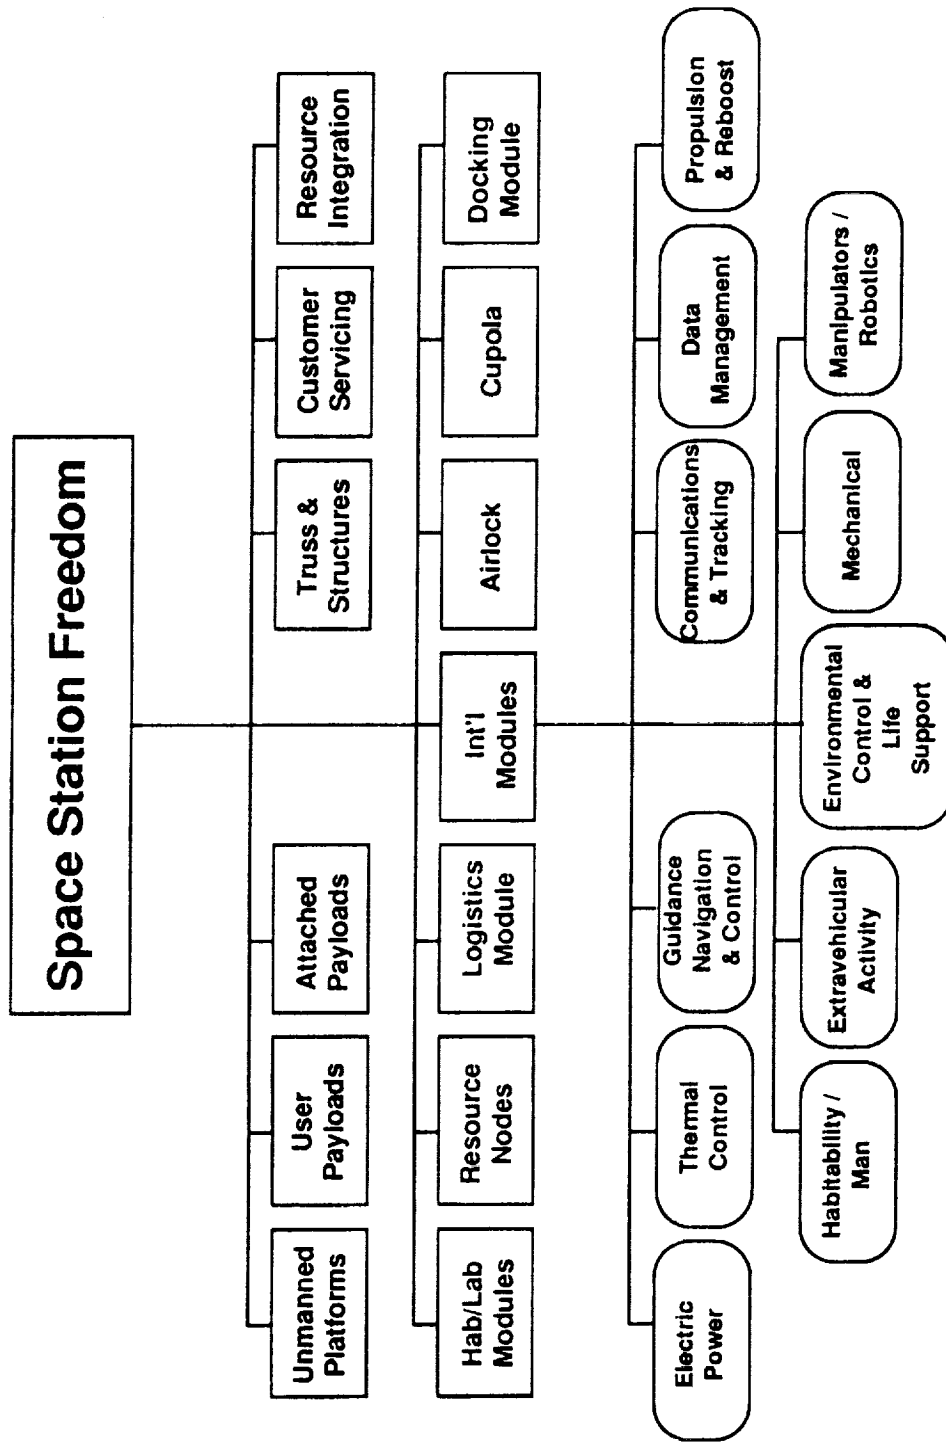 Space Station Freedom
Unmanned
Platforms
User
Payloads
Attached
Payloads
Truss &
Structures
Customer
Servicing
Resource
Integration
Hab/Lab
Modules
Resource
Nodes
Logistics
Module
Int'l
Modules
Airlock
Cupola
Docking
Module
Electric
Power
Thermal
Control
Guidance
Navigation
& Control
Communications
& Tracking
Data
Management
Propulsion
& Reboost
Habitability /
Man
Extravehicular
Activity
Environmental
Control &
Life
Support
Mechanical
Manipulators /
Robotics